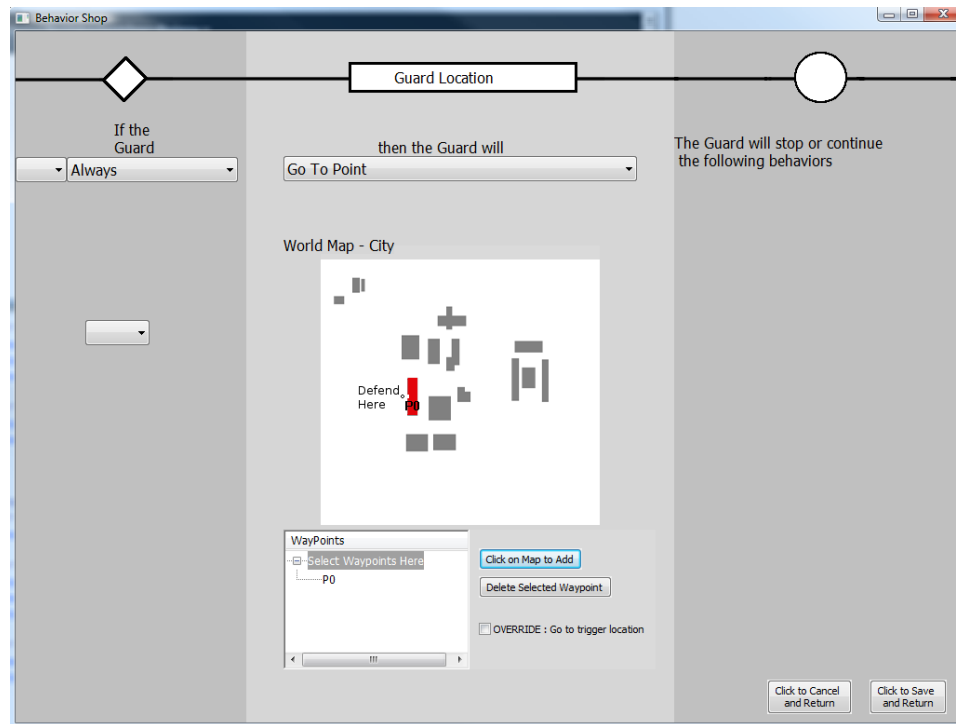 Behavior Shop
Guard Location
If the
Guard
Always
then the Guard will
Go To Point
The Guard will stop or continue
the following behaviors
World Map - City
Defend
Here
P0
WayPoints
Select Waypoints Here
P0
Click on Map to Add
Delete Selected Waypoint
OVERRIDE : Go to trigger location
Click to Cancel
and Return
Click to Save
and Return